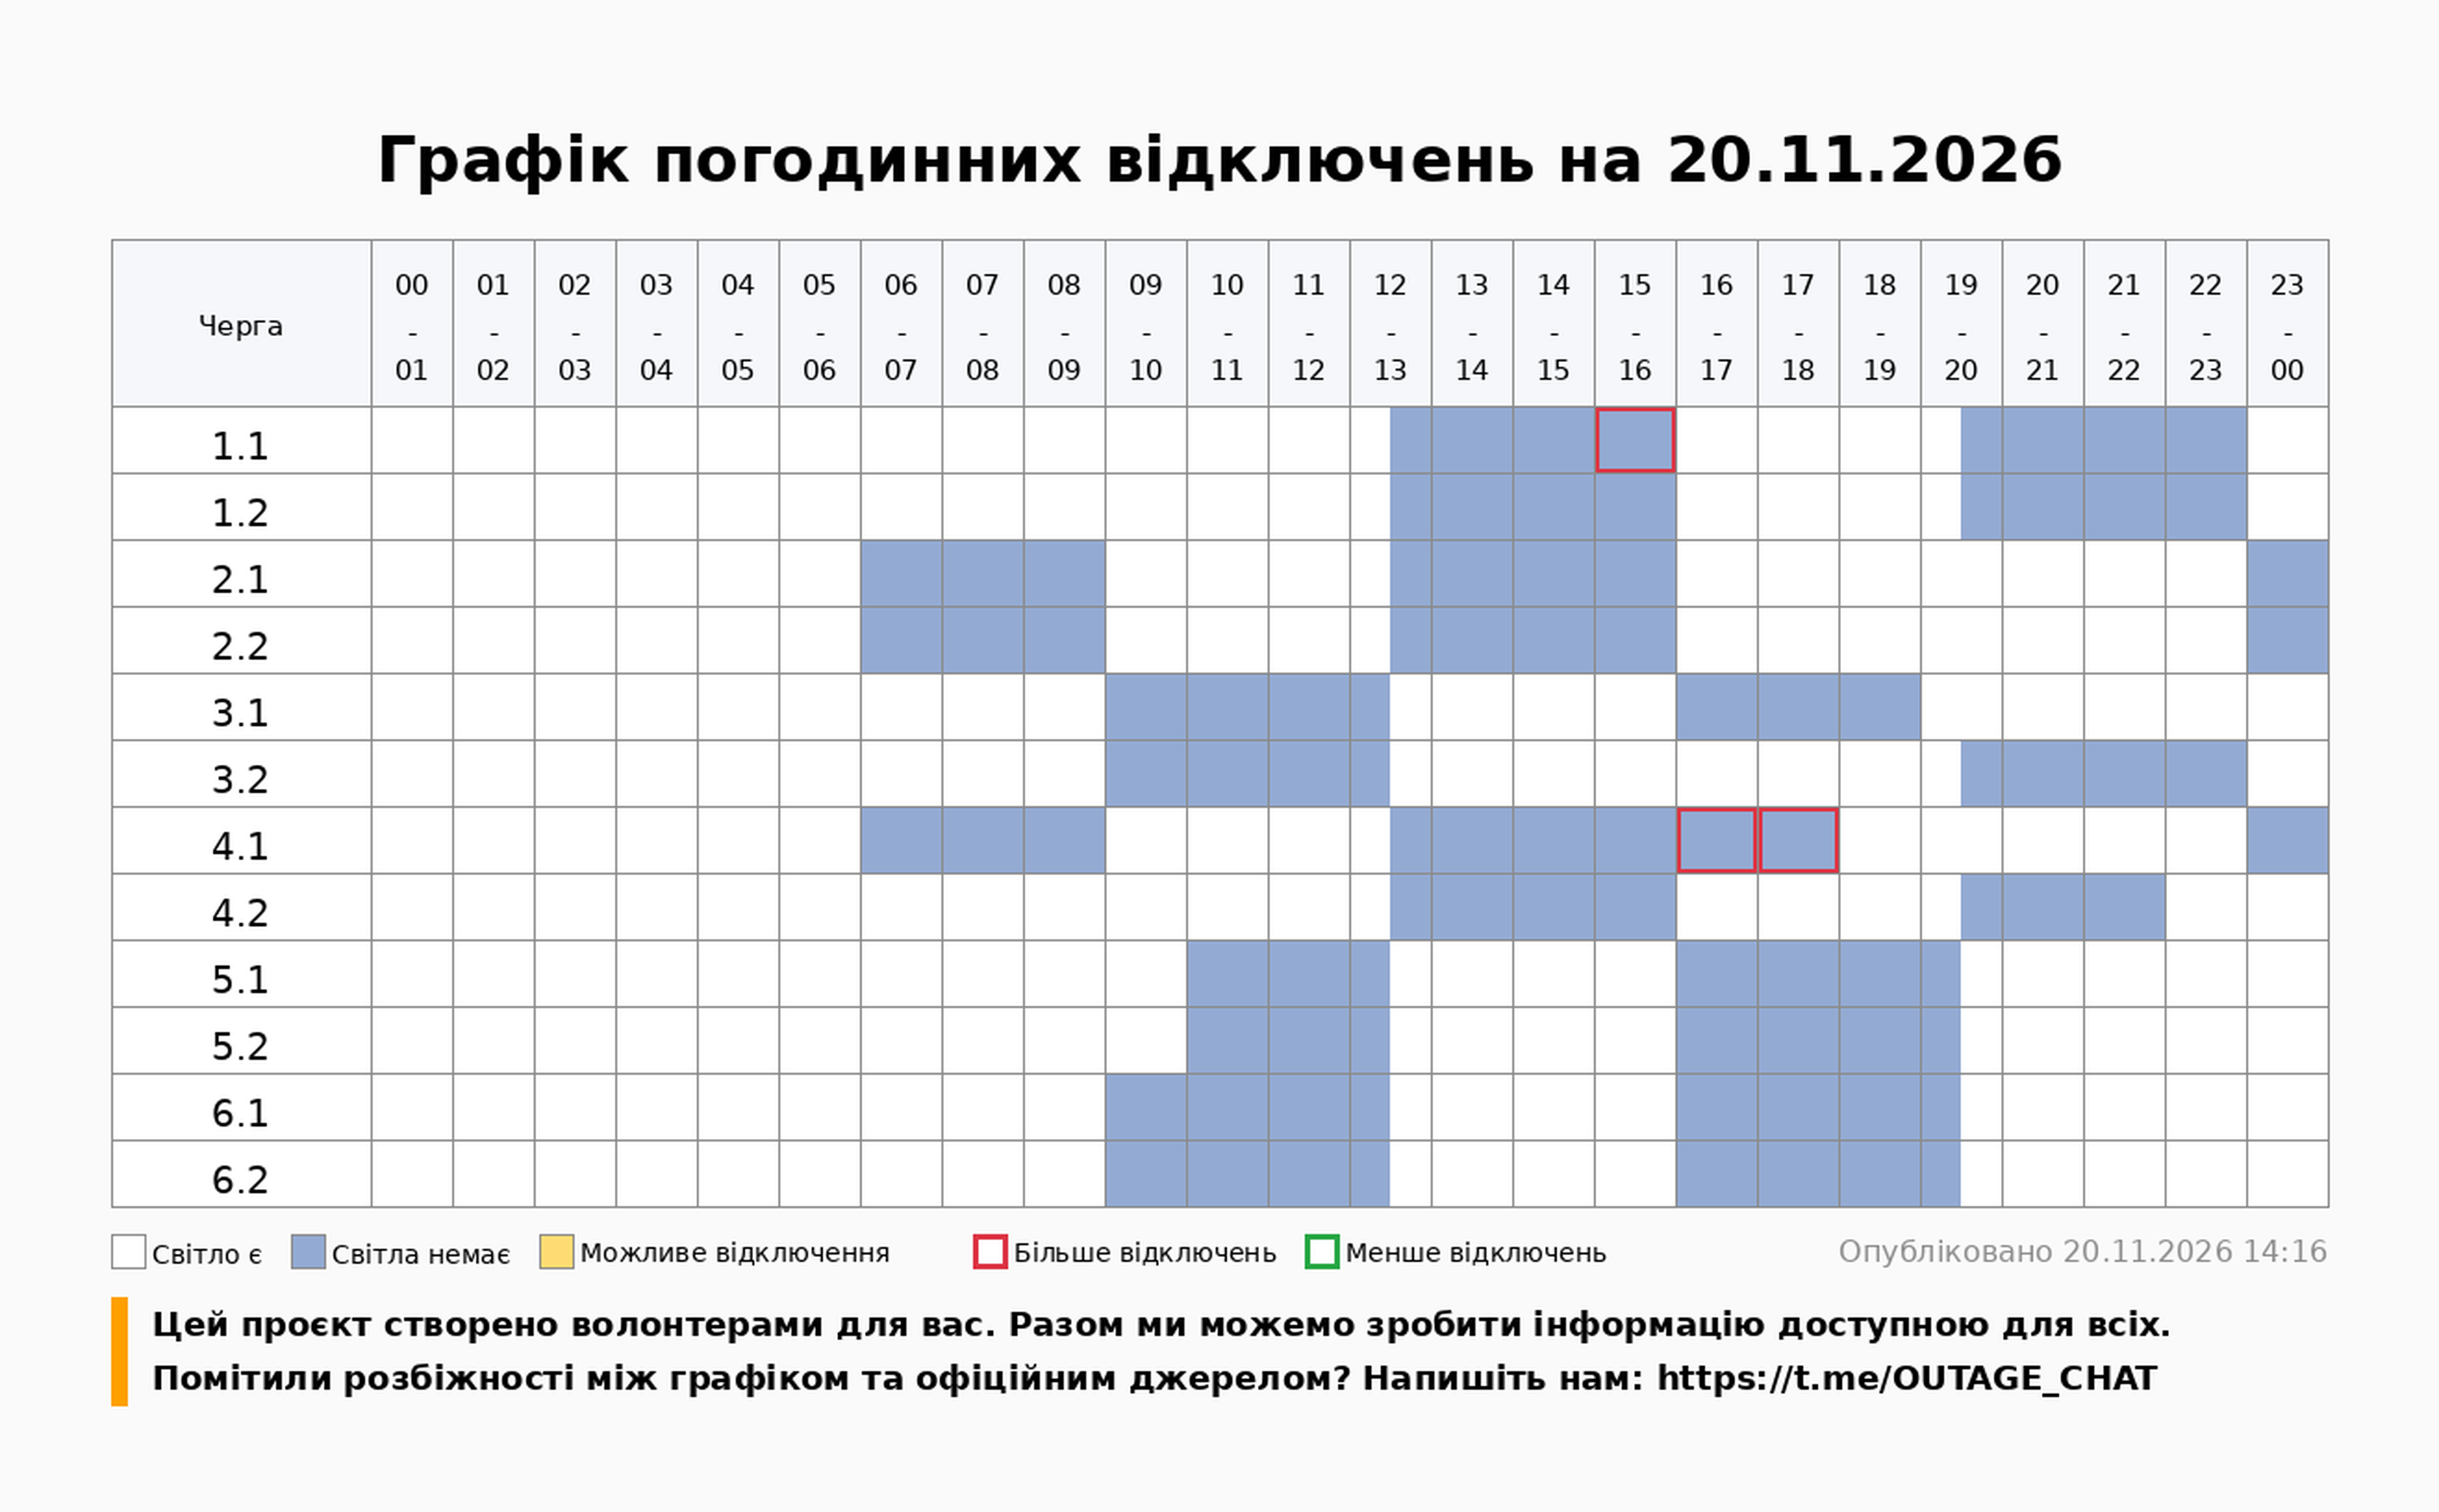 Графік погодинних відключень на 20.11.2026
Черга 00 - 01 01 - 02 02 - 03 03 - 04 04 - 05 05 - 06 06 - 07 07 - 08 08 - 09 09 - 10 10 - 11 11 - 12 12 - 13 13 - 14 14 - 15 15 - 16 16 - 17 17 - 18 18 - 19 19 - 20 20 - 21 21 - 22 22 - 23 23 - 00
1.1
1.2
2.1
2.2
3.1
3.2
4.1
4.2
5.1
5.2
6.1
6.2
Світло є Світла немає Можливе відключення Більше відключень Менше відключень Опубліковано 20.11.2026 14:16
Цей проєкт створено волонтерами для вас. Разом ми можемо зробити інформацію доступною для всіх.
Помітили розбіжності між графіком та офіційним джерелом? Напишіть нам: https://t.me/OUTAGE_CHAT